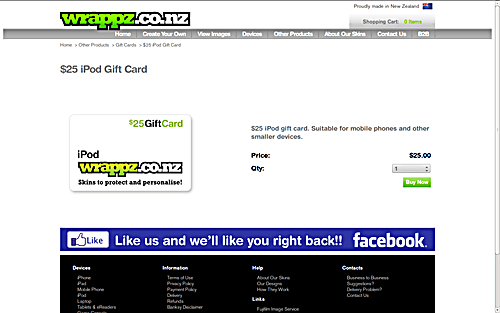 wrappz.co.nz
Proudly made in New Zealand
Shopping Cart: 0 Items
Home Create Your Own View Images Devices Other Products About Our Skins Contact Us B2B
Home > Other Products > Gift Cards > $25 iPod Gift Card
$25 iPod Gift Card
$25GiftCard
iPod
wrappz.co.nz
Skins to protect and personalise!
$25 iPod gift card. Suitable for mobile phones and other
smaller devices.
Price: $25.00
Qty: 1
Buy Now
Like Like us and we'll like you right back!! facebook.
Devices Information Help Contacts
iPhone Terms of Use About Our Skins Business to Business
iPad Privacy Policy Our Designs Suggestions?
Mobile Phone Payment Policy How They Work Delivery Problem?
iPod Delivery Contact Us
Laptop Refunds Links
Tablets & eReaders Banksy Disclaimer Fujifilm Image Service